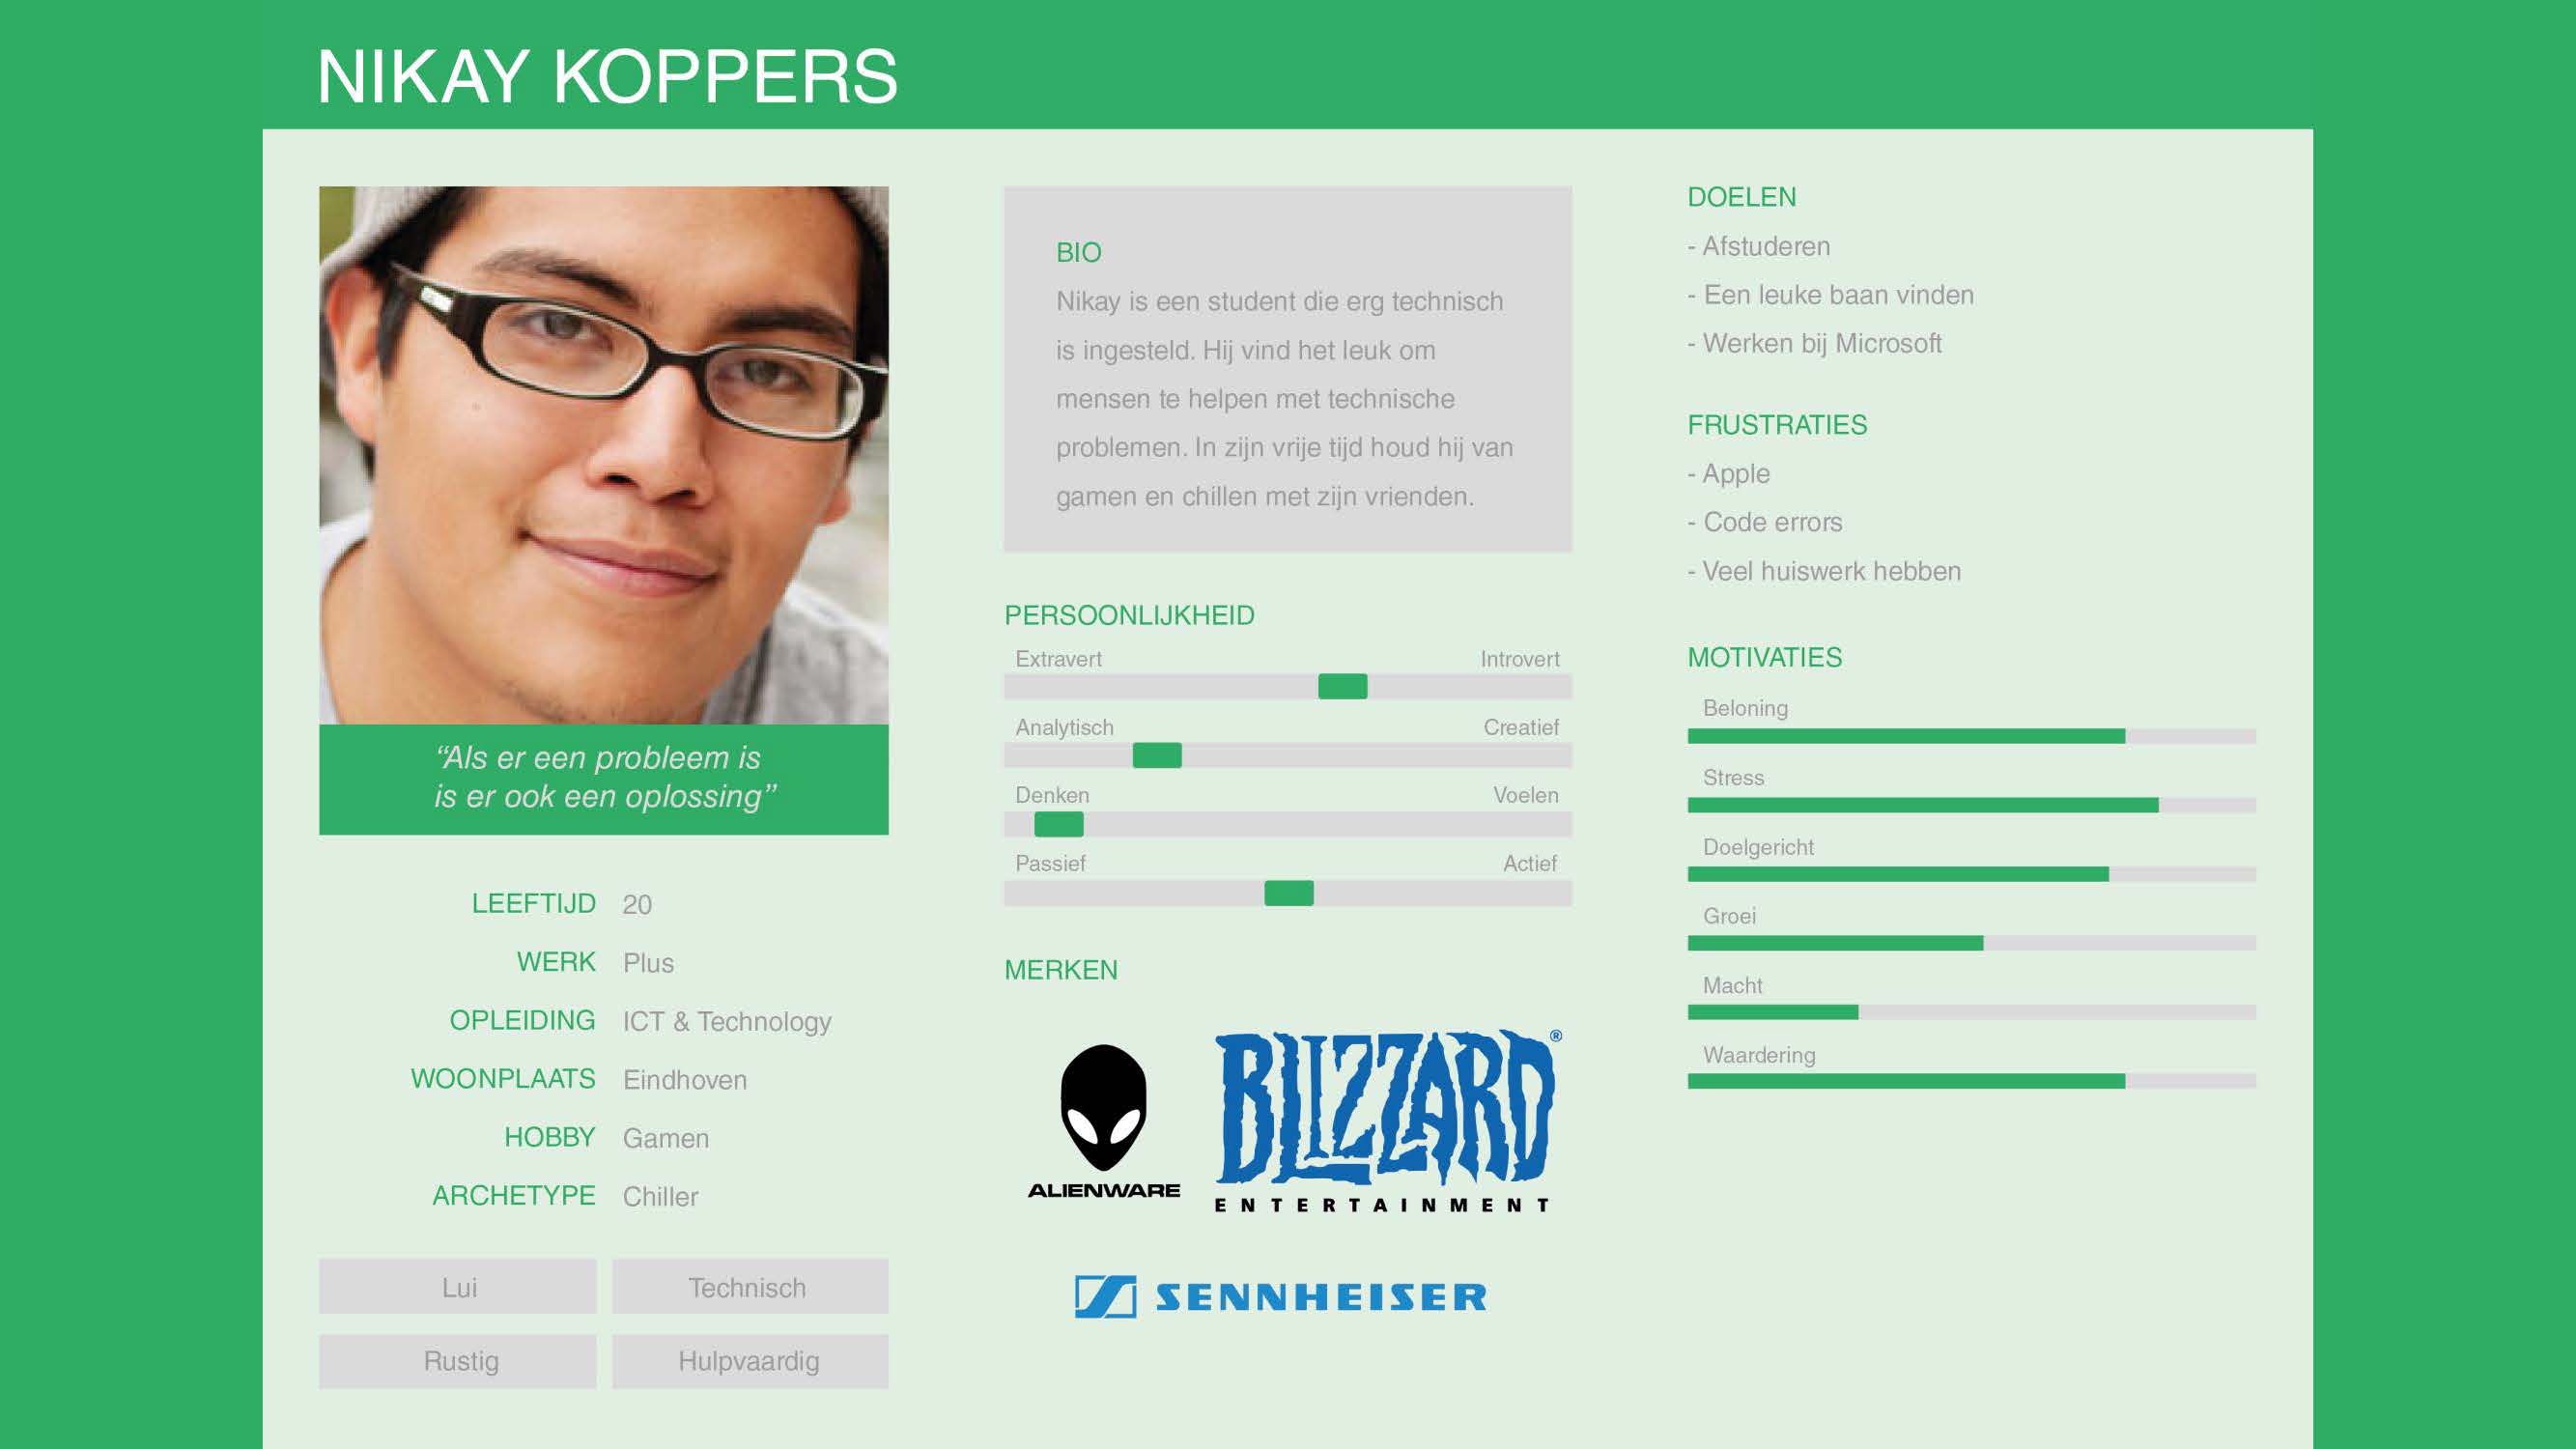 NIKAY KOPPERS
“Als er een probleem is
is er ook een oplossing”
LEEFTIJD 20
WERK Plus
OPLEIDING ICT & Technology
WOONPLAATS Eindhoven
HOBBY Gamen
ARCHETYPE Chiller
Lui Technisch
Rustig Hulpvaardig
BIO
Nikay is een student die erg technisch
is ingesteld. Hij vind het leuk om
mensen te helpen met technische
problemen. In zijn vrije tijd houd hij van
gamen en chillen met zijn vrienden.
PERSOONLIJKHEID
Extravert Introvert
Analytisch Creatief
Denken Voelen
Passief Actief
MERKEN
ALIENWARE
BLIZZARD®
ENTERTAINMENT
SENNHEISER
DOELEN
- Afstuderen
- Een leuke baan vinden
- Werken bij Microsoft
FRUSTRATIES
- Apple
- Code errors
- Veel huiswerk hebben
MOTIVATIES
Beloning
Stress
Doelgericht
Groei
Macht
Waardering